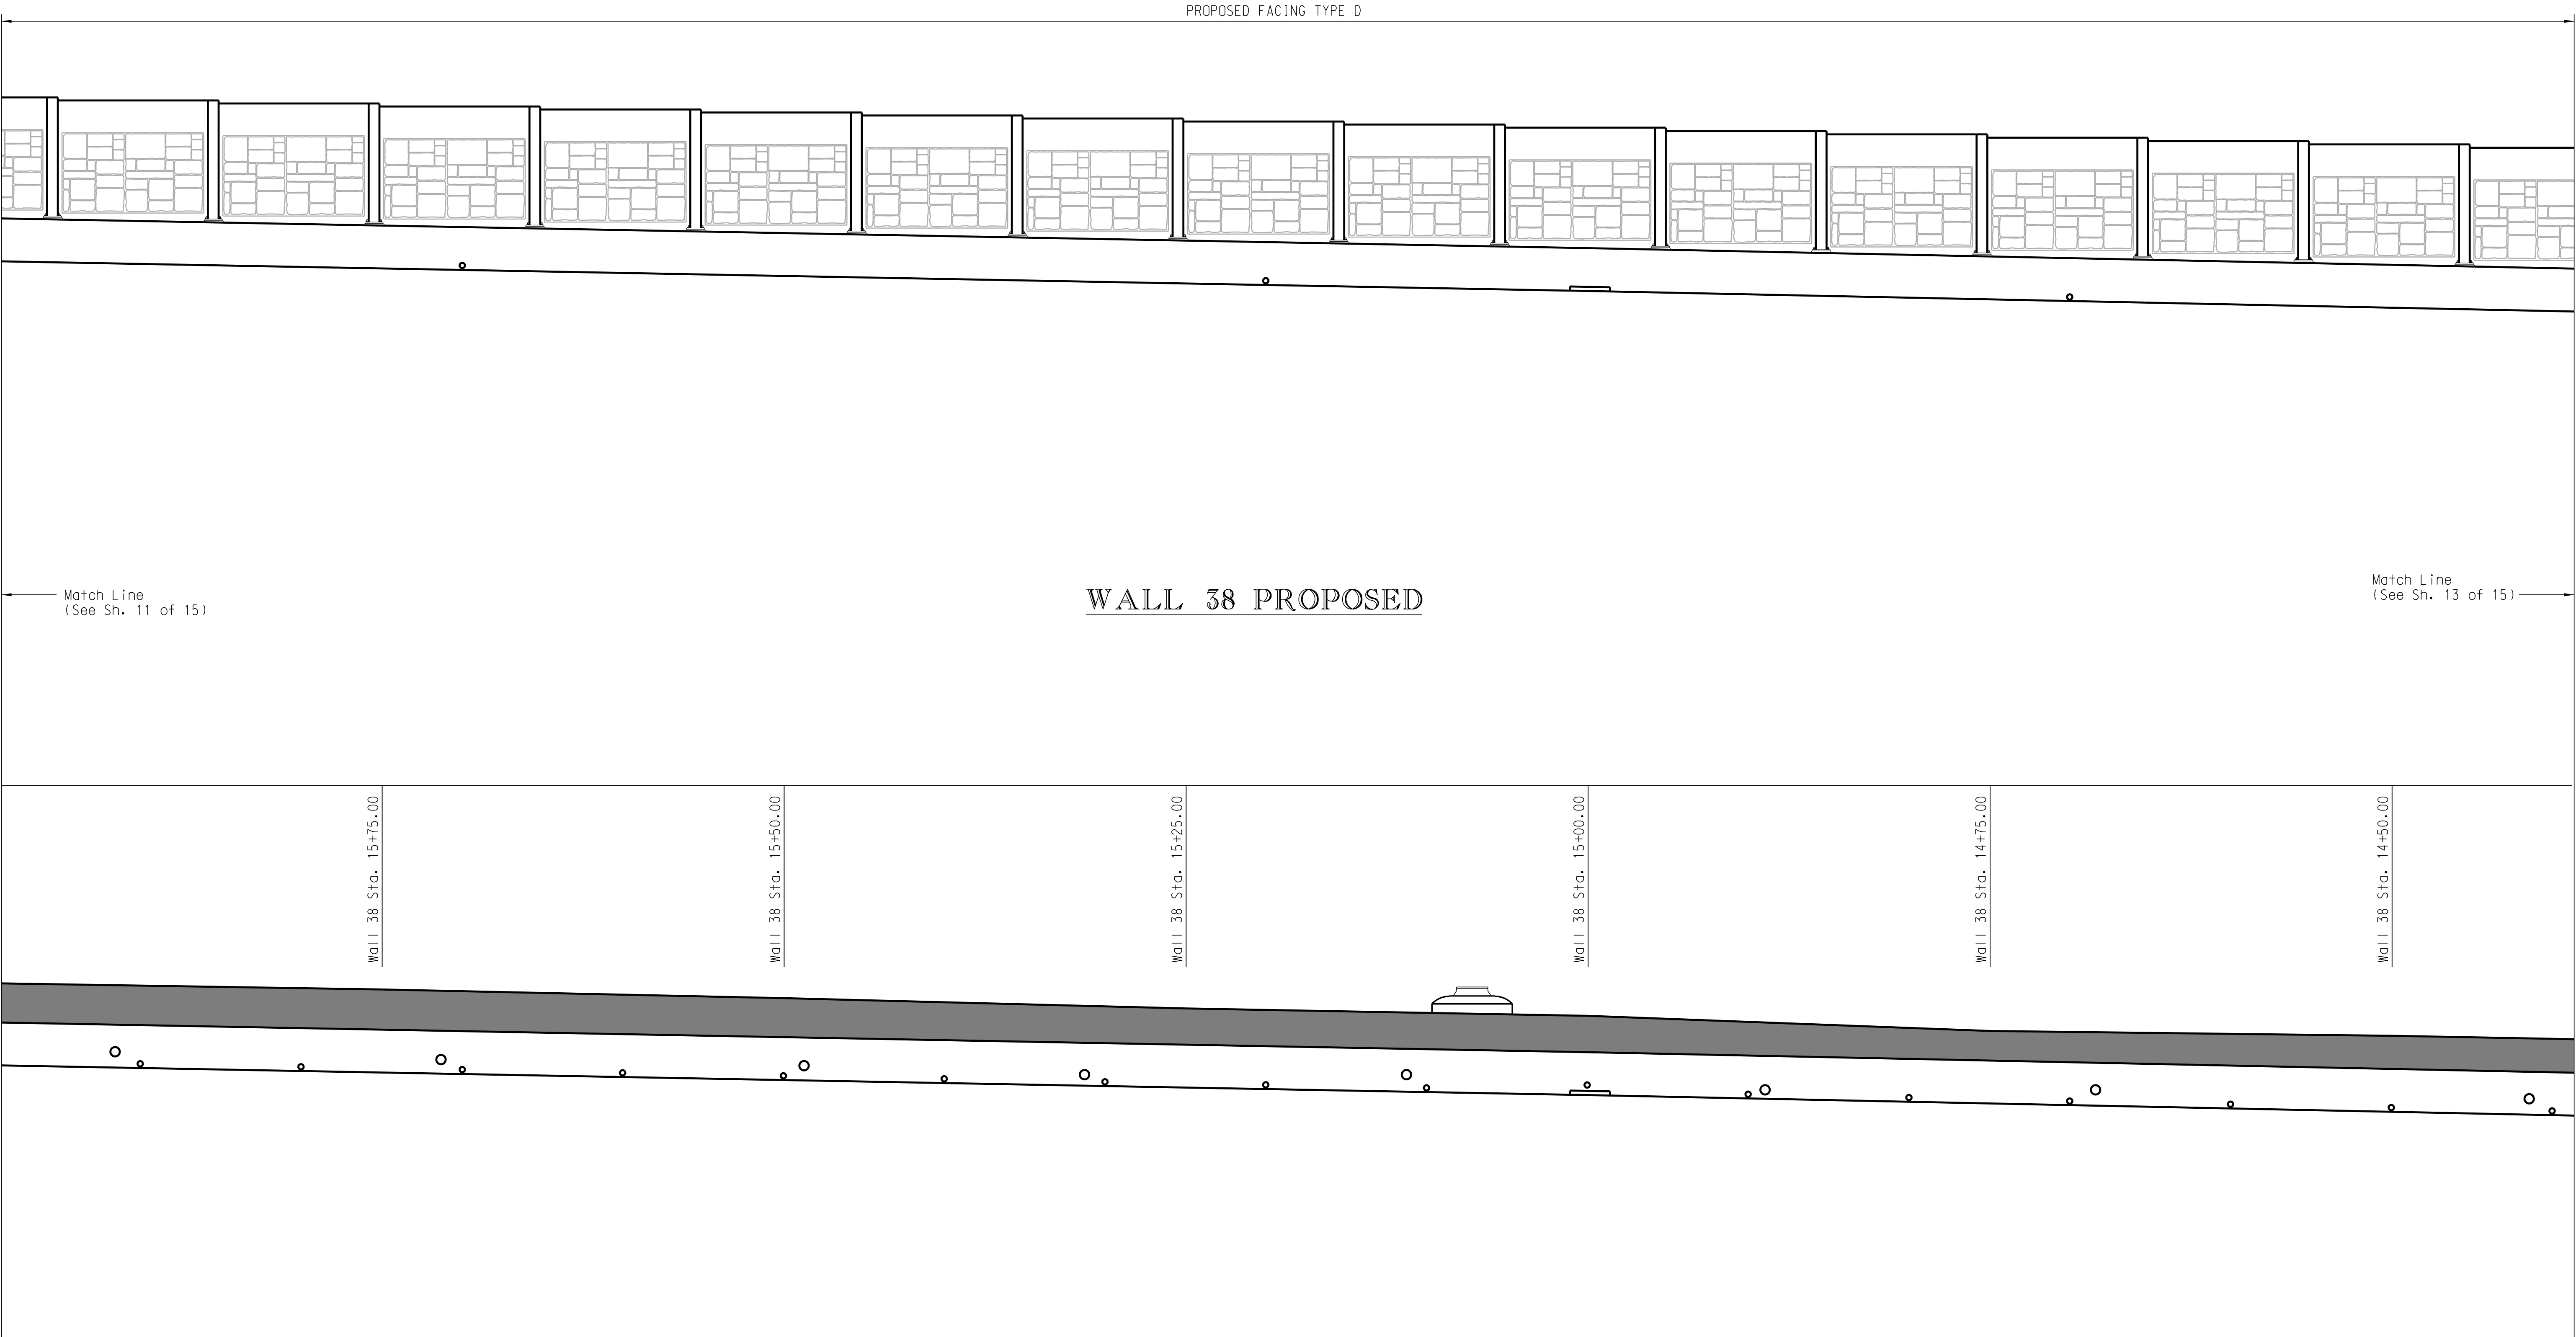 PROPOSED FACING TYPE D
Match Line
(See Sh. 11 of 15)
WALL 38 PROPOSED
Match Line
(See Sh. 13 of 15)
Wall 38 Sta. 15+75.00
Wall 38 Sta. 15+50.00
Wall 38 Sta. 15+25.00
Wall 38 Sta. 15+00.00
Wall 38 Sta. 14+75.00
Wall 38 Sta. 14+50.00